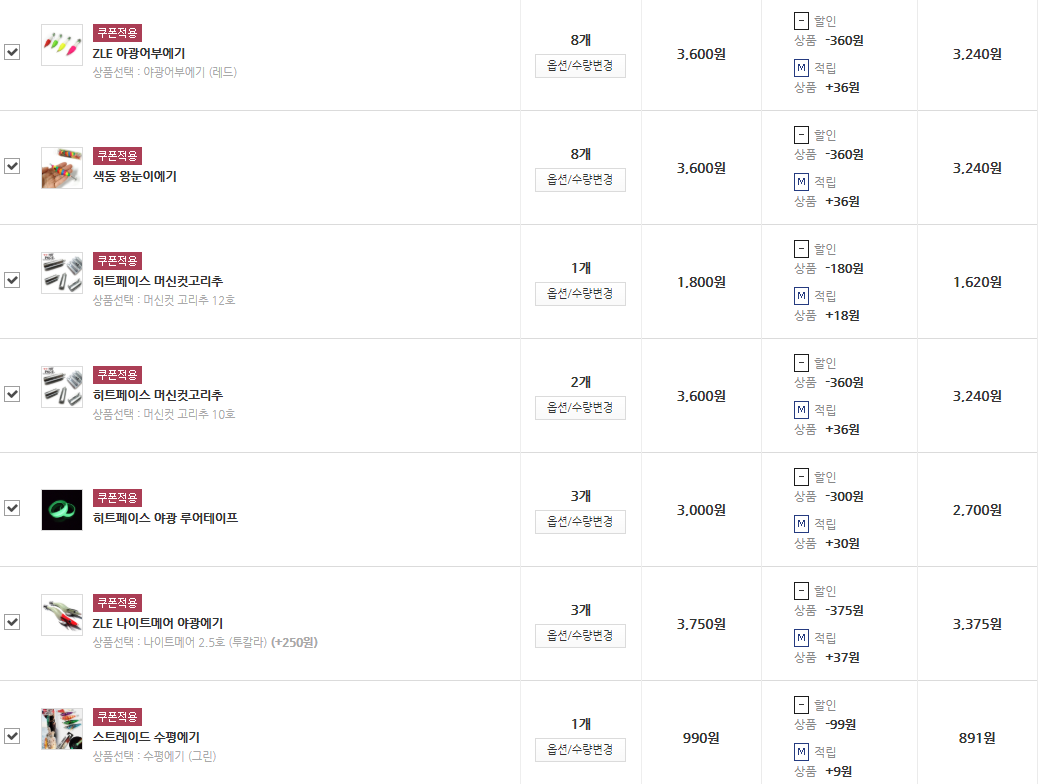 쿠폰적용
ZLE 야광어부에기
상품선택 : 야광어부에기 (레드)
8개
옵션/수량변경
3,600원
- 할인
상품 -360원
M 적립
상품 +36원
3,240원
쿠폰적용
색동 왕눈이에기
8개
옵션/수량변경
3,600원
- 할인
상품 -360원
M 적립
상품 +36원
3,240원
쿠폰적용
히트페이스 머신컷고리추
상품선택 : 머신컷 고리추 12호
1개
옵션/수량변경
1,800원
- 할인
상품 -180원
M 적립
상품 +18원
1,620원
쿠폰적용
히트페이스 머신컷고리추
상품선택 : 머신컷 고리추 10호
2개
옵션/수량변경
3,600원
- 할인
상품 -360원
M 적립
상품 +36원
3,240원
쿠폰적용
히트페이스 야광 루어테이프
3개
옵션/수량변경
3,000원
- 할인
상품 -300원
M 적립
상품 +30원
2,700원
쿠폰적용
ZLE 나이트메어 야광에기
상품선택 : 나이트메어 2.5호 (투칼라) (+250원)
3개
옵션/수량변경
3,750원
- 할인
상품 -375원
M 적립
상품 +37원
3,375원
쿠폰적용
스트레이드 수평에기
상품선택 : 수평에기 (그린)
1개
옵션/수량변경
990원
- 할인
상품 -99원
M 적립
상품 +9원
891원